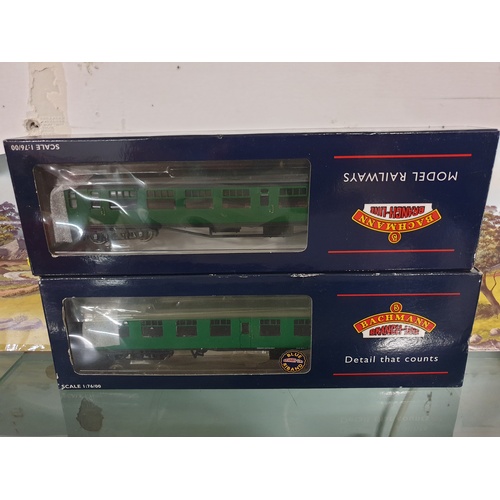 SCALE 1:76/00
MODEL RAILWAYS
BACHMANN
BRANCH-LINE
BACHMANN
BRANCH-LINE
Detail that counts
BLUE
RIBAND
SCALE 1:76/00